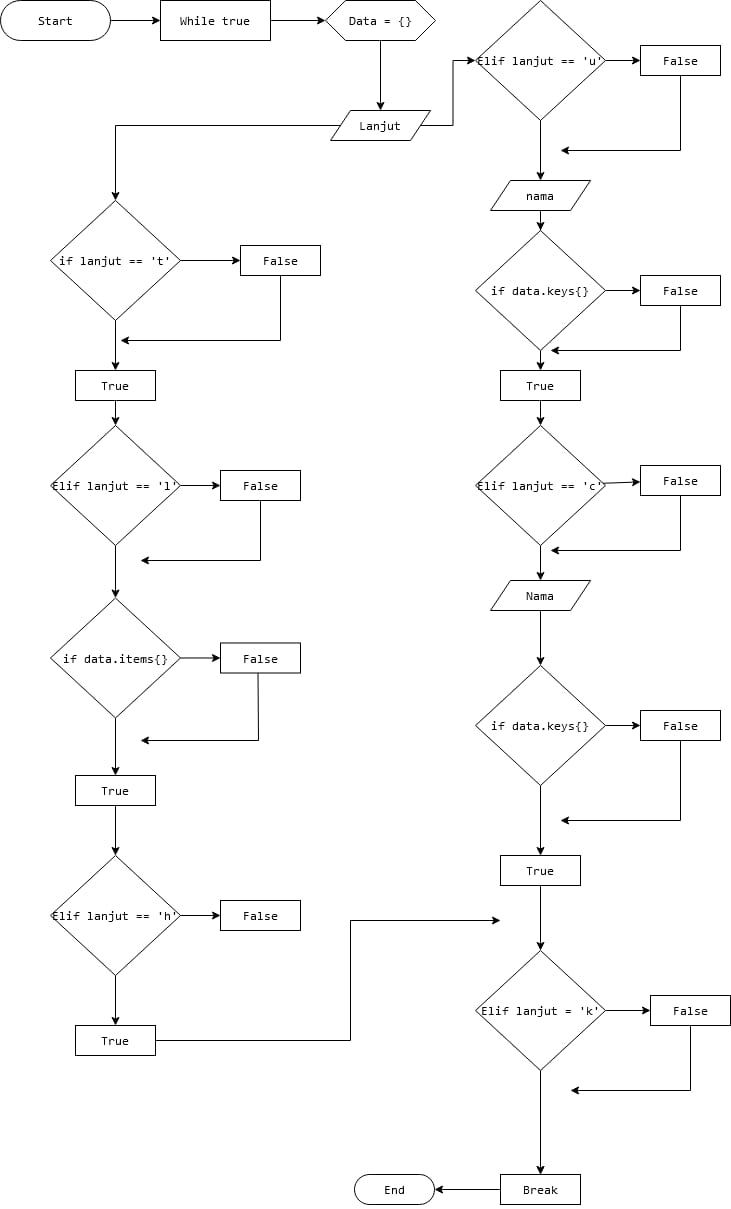 Start
While true
Data = {}
Lanjut
if lanjut == 't'
False
True
Elif lanjut == 'l'
False
if data.items{}
False
True
Elif lanjut == 'h'
False
True
Elif lanjut == 'u'
False
nama
if data.keys{}
False
True
Elif lanjut == 'c'
False
Nama
if data.keys{}
False
True
Elif lanjut = 'k'
False
Break
End